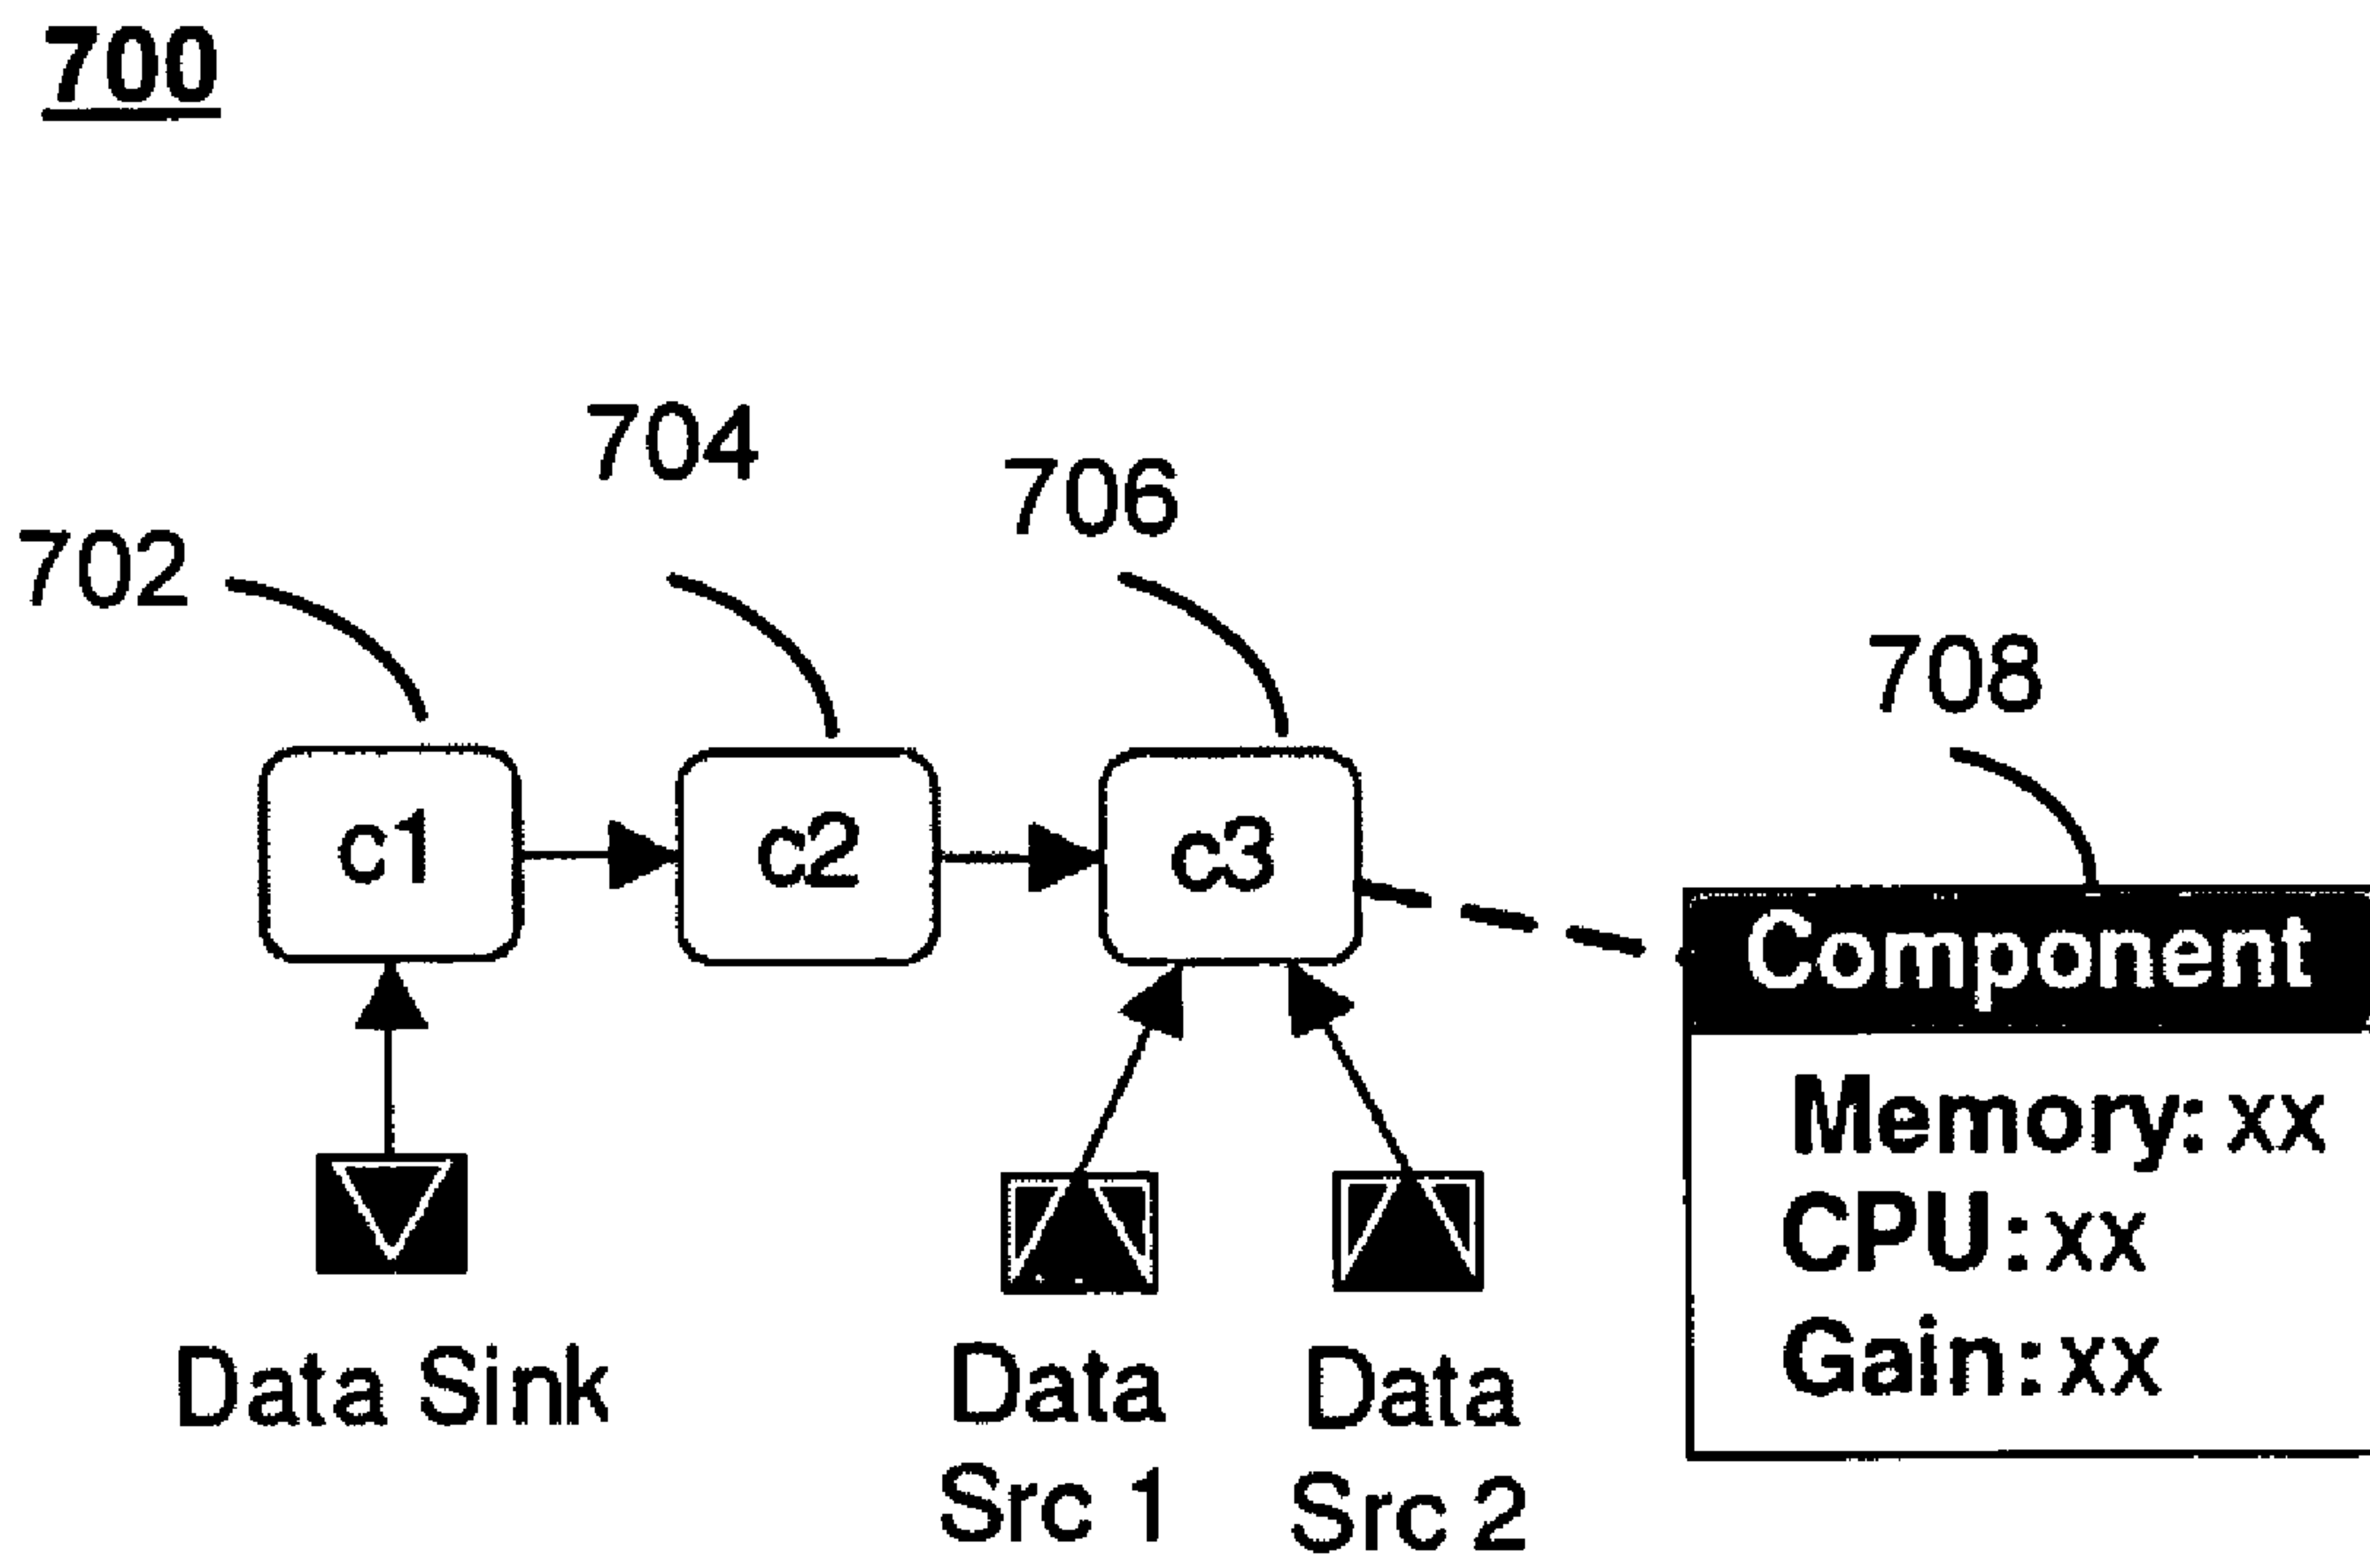 700
704
706
702
708
c1
c2
c3
Component
Memory: xx
CPU:xx
Gain:xx
Data Sink
Data
Src 1
Data
Src 2